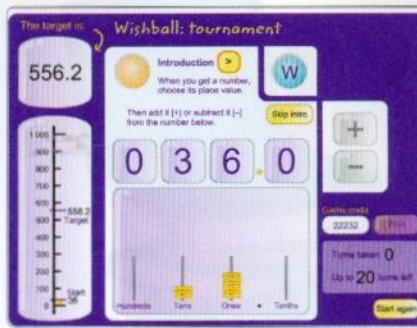 The target is:
556.2
Wishball: tournament
Introduction >
When you get a number,
choose its place value.
Then add it [+] or subtract it [–]
from the number below.
Skip intro
W
0 3 6 . 0
+
–
1 000
900
800
700
600
500
400
300
200
100
0
556.2
Target
Start
36
Hundreds Tens Ones • Tenths
Game code
22232
Print
Turns taken 0
Up to 20 turns left
Start again